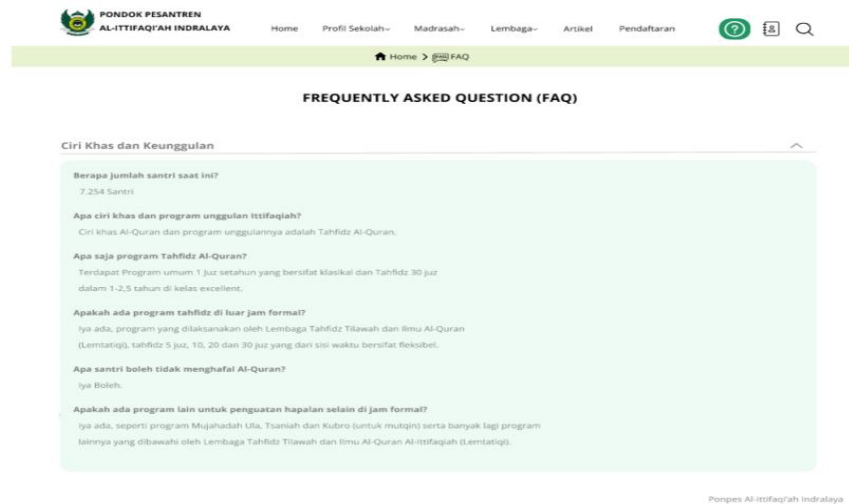 PONDOK PESANTREN
AL-ITTIFAQI'AH INDRALAYA
Home Profil Sekolah Madrasah Lembaga Artikel Pendaftaran
Home > FAQ
FREQUENTLY ASKED QUESTION (FAQ)
Ciri Khas dan Keunggulan
Berapa jumlah santri saat ini?
7.254 Santri
Apa ciri khas dan program unggulan Ittifaqiah?
Ciri khas Al-Quran dan program unggulannya adalah Tahfidz Al-Quran.
Apa saja program Tahfidz Al-Quran?
Terdapat Program umum 1 Juz setahun yang bersifat klasikal dan Tahfidz 30 juz
dalam 1-2,5 tahun di kelas excellent.
Apakah ada program tahfidz di luar jam formal?
Iya ada, program yang dilaksanakan oleh Lembaga Tahfidz Tilawah dan Ilmu Al-Quran
(Lemtatiqi), tahfidz 5 juz, 10, 20 dan 30 juz yang dari sisi waktu bersifat fleksibel.
Apa santri boleh tidak menghafal Al-Quran?
Iya Boleh.
Apakah ada program lain untuk penguatan hapalan selain di jam formal?
Iya ada, seperti program Mujahadah Ula, Tsaniah dan Kubro (untuk mutqin) serta banyak lagi program
lainnya yang dibawahi oleh Lembaga Tahfidz Tilawah dan Ilmu Al-Quran Al-Ittifaqiah (Lemtatiqi).
Ponpes Al-Ittifaqi'ah Indralaya